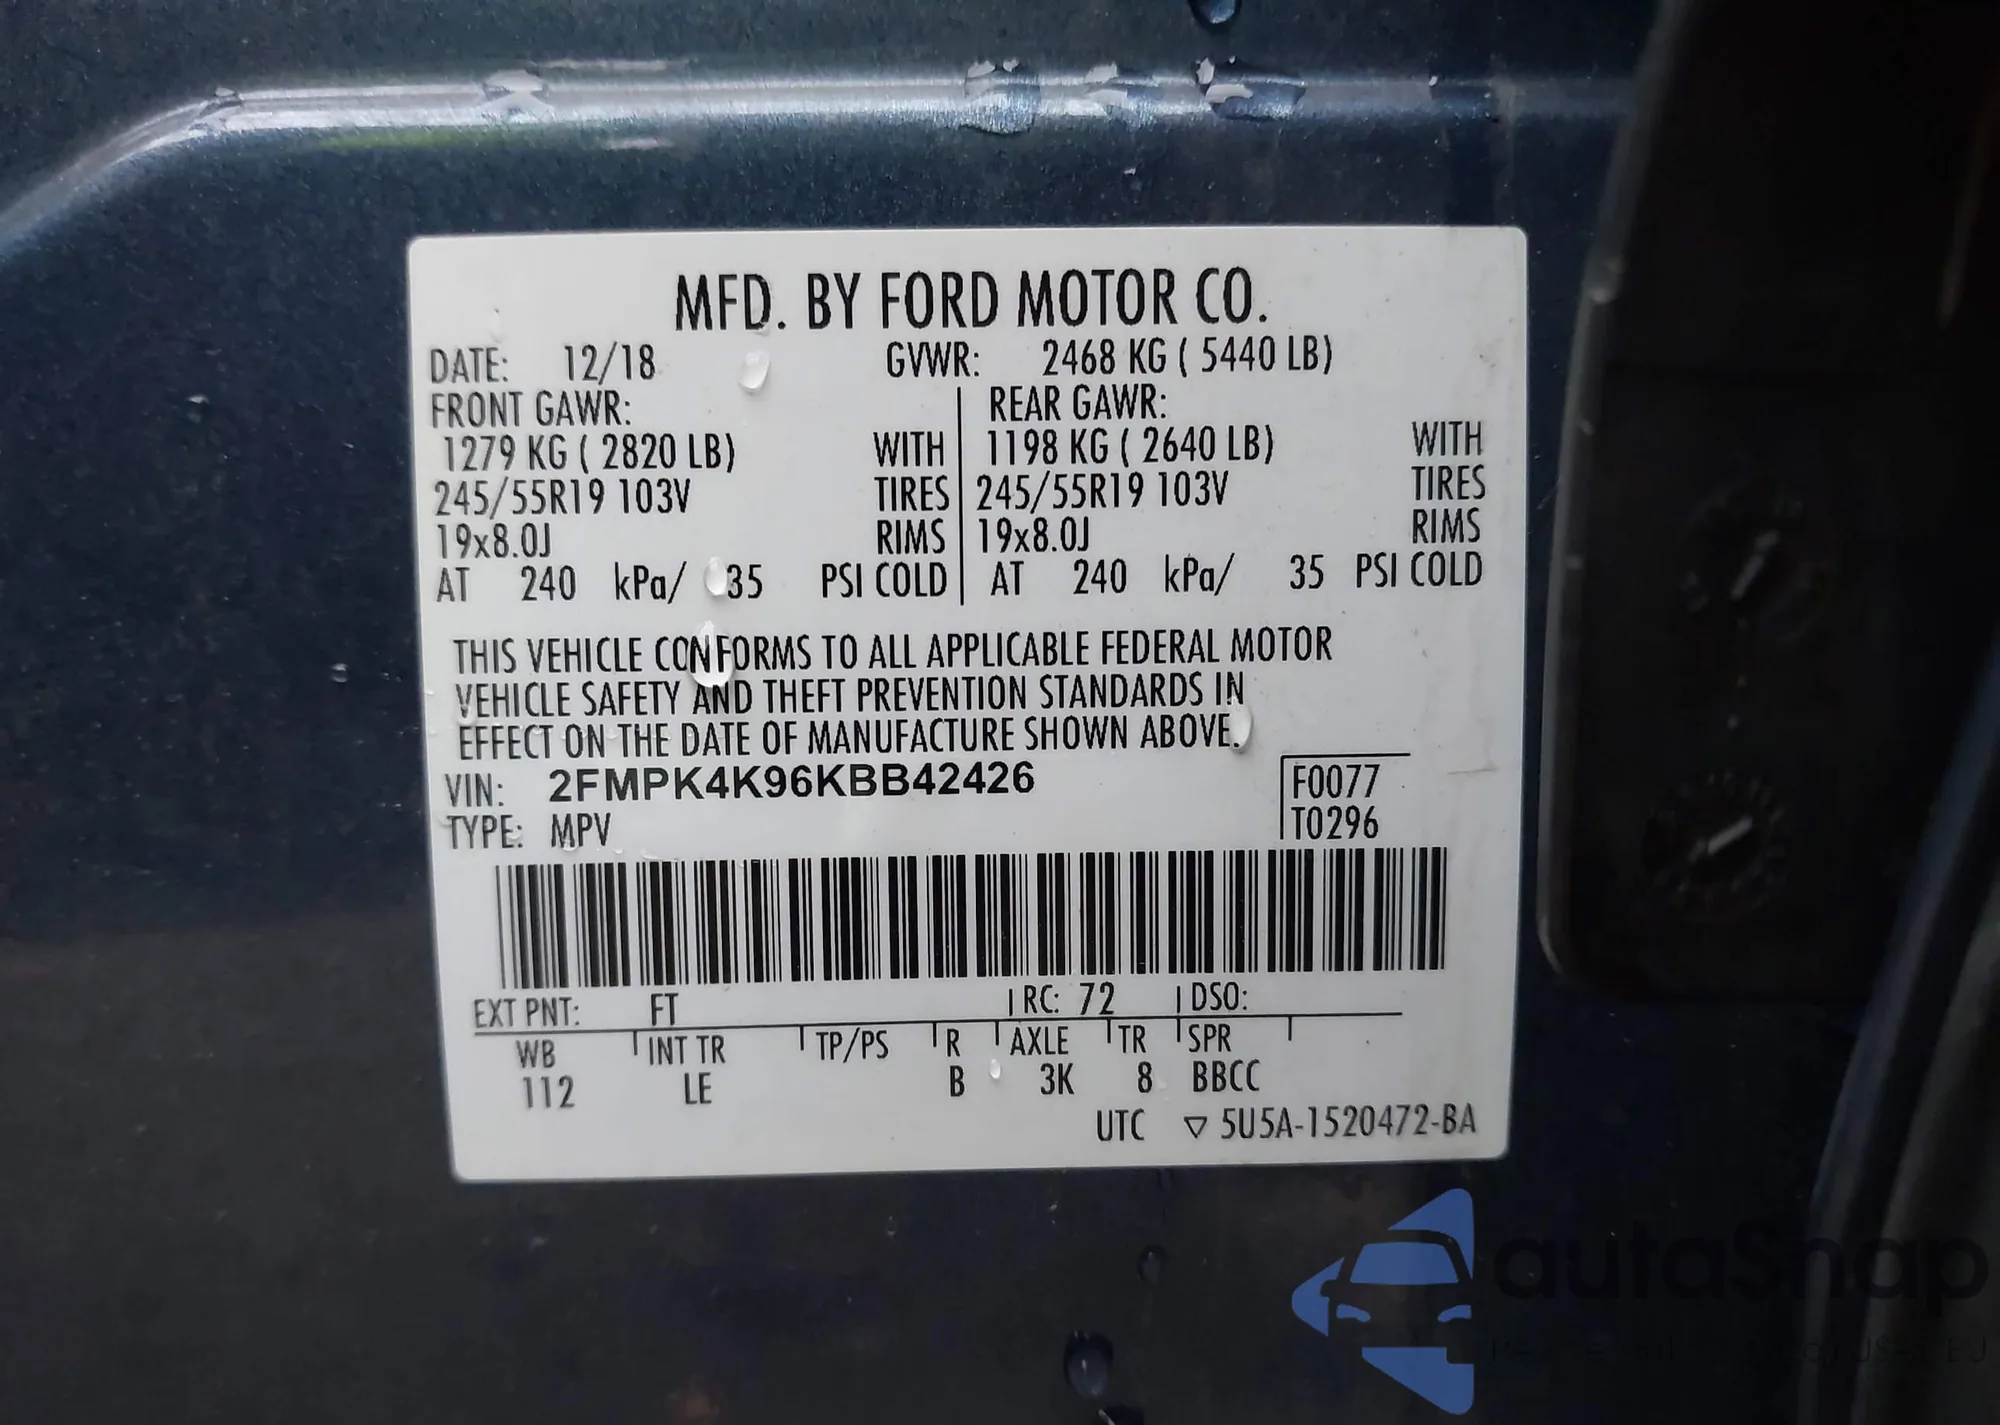 MFD. BY FORD MOTOR CO.
DATE: 12/18 GVWR: 2468 KG ( 5440 LB)
FRONT GAWR: REAR GAWR:
1279 KG ( 2820 LB) WITH 1198 KG ( 2640 LB) WITH
245/55R19 103V TIRES 245/55R19 103V TIRES
19x8.0J RIMS 19x8.0J RIMS
AT 240 kPa/ 35 PSI COLD AT 240 kPa/ 35 PSI COLD
THIS VEHICLE CONFORMS TO ALL APPLICABLE FEDERAL MOTOR
VEHICLE SAFETY AND THEFT PREVENTION STANDARDS IN
EFFECT ON THE DATE OF MANUFACTURE SHOWN ABOVE.
VIN: 2FMPK4K96KBB42426 F0077
TYPE: MPV T0296
EXT PNT: FT RC: 72 DSO:
WB INT TR TP/PS R AXLE TR SPR
112 LE B 3K 8 BBCC
UTC ▽ 5U5A-1520472-BA
autaSnap